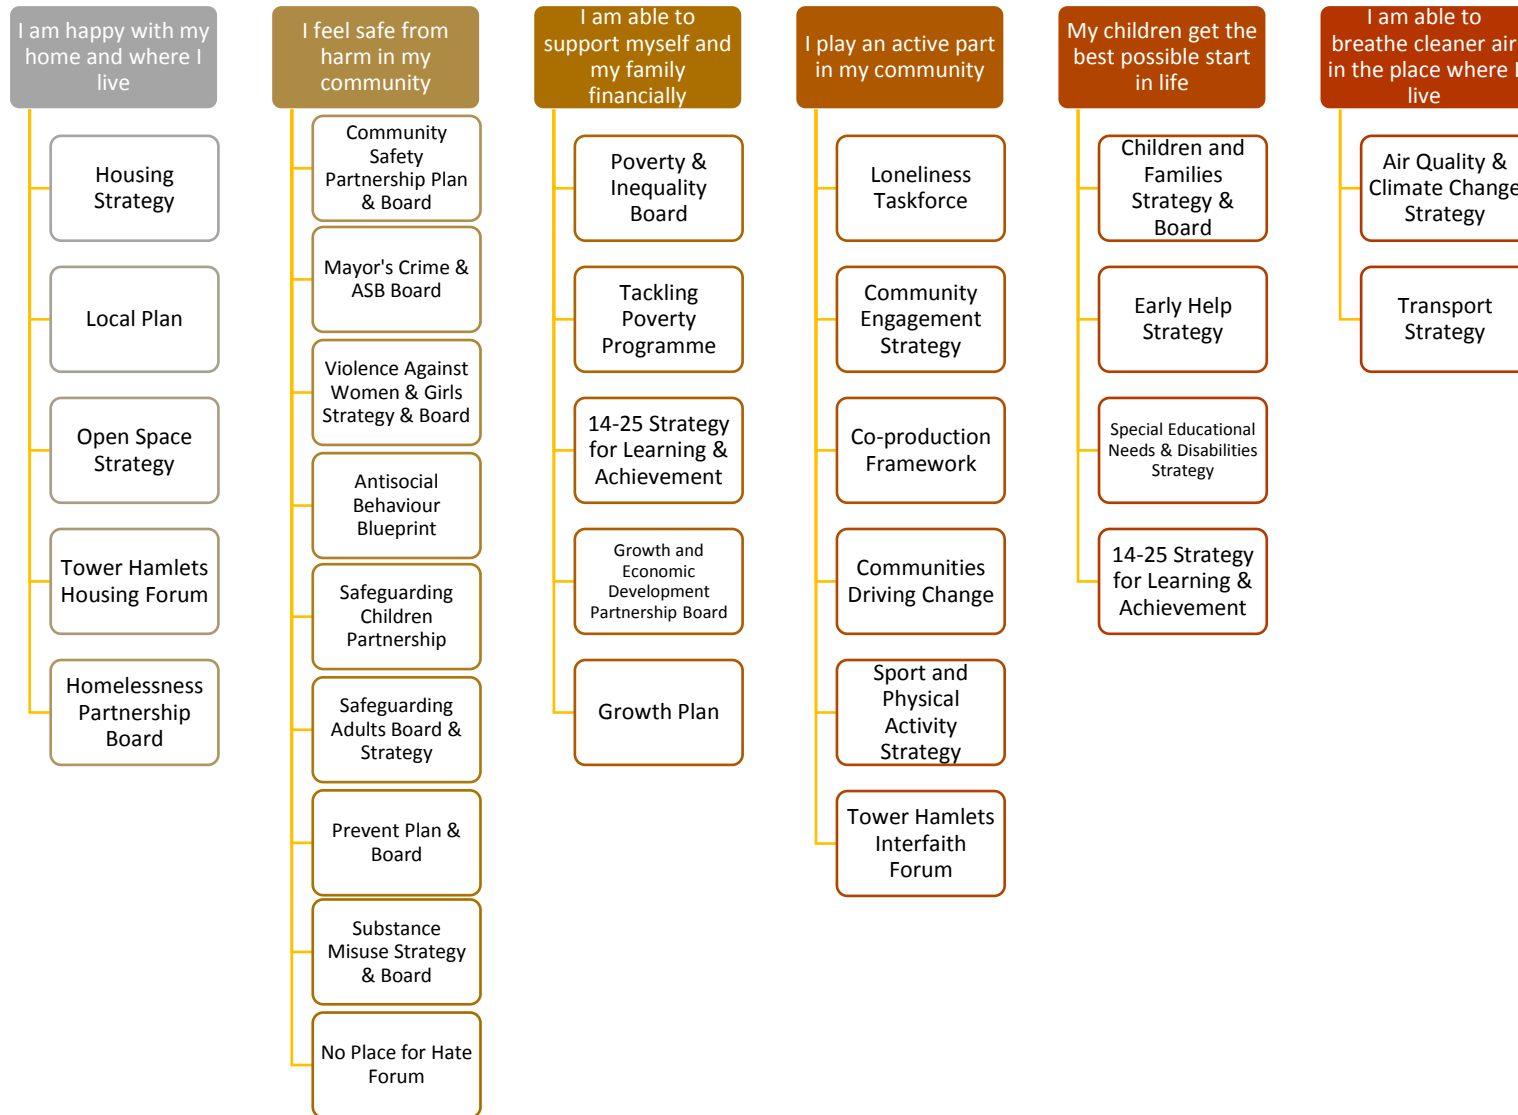 I am happy with my
home and where I
live
Housing
Strategy
Local Plan
Open Space
Strategy
Tower Hamlets
Housing Forum
Homelessness
Partnership
Board
I feel safe from
harm in my
community
Community
Safety
Partnership Plan
& Board
Mayor's Crime &
ASB Board
Violence Against
Women & Girls
Strategy & Board
Antisocial
Behaviour
Blueprint
Safeguarding
Children
Partnership
Safeguarding
Adults Board &
Strategy
Prevent Plan &
Board
Substance
Misuse Strategy
& Board
No Place for Hate
Forum
I am able to
support myself and
my family
financially
Poverty &
Inequality
Board
Tackling
Poverty
Programme
14-25 Strategy
for Learning &
Achievement
Growth and
Economic
Development
Partnership Board
Growth Plan
I play an active part
in my community
Loneliness
Taskforce
Community
Engagement
Strategy
Co-production
Framework
Communities
Driving Change
Sport and
Physical
Activity
Strategy
Tower Hamlets
Interfaith
Forum
My children get the
best possible start
in life
Children and
Families
Strategy &
Board
Early Help
Strategy
Special Educational
Needs & Disabilities
Strategy
14-25 Strategy
for Learning &
Achievement
I am able to
breathe cleaner air
in the place where I
live
Air Quality &
Climate Change
Strategy
Transport
Strategy